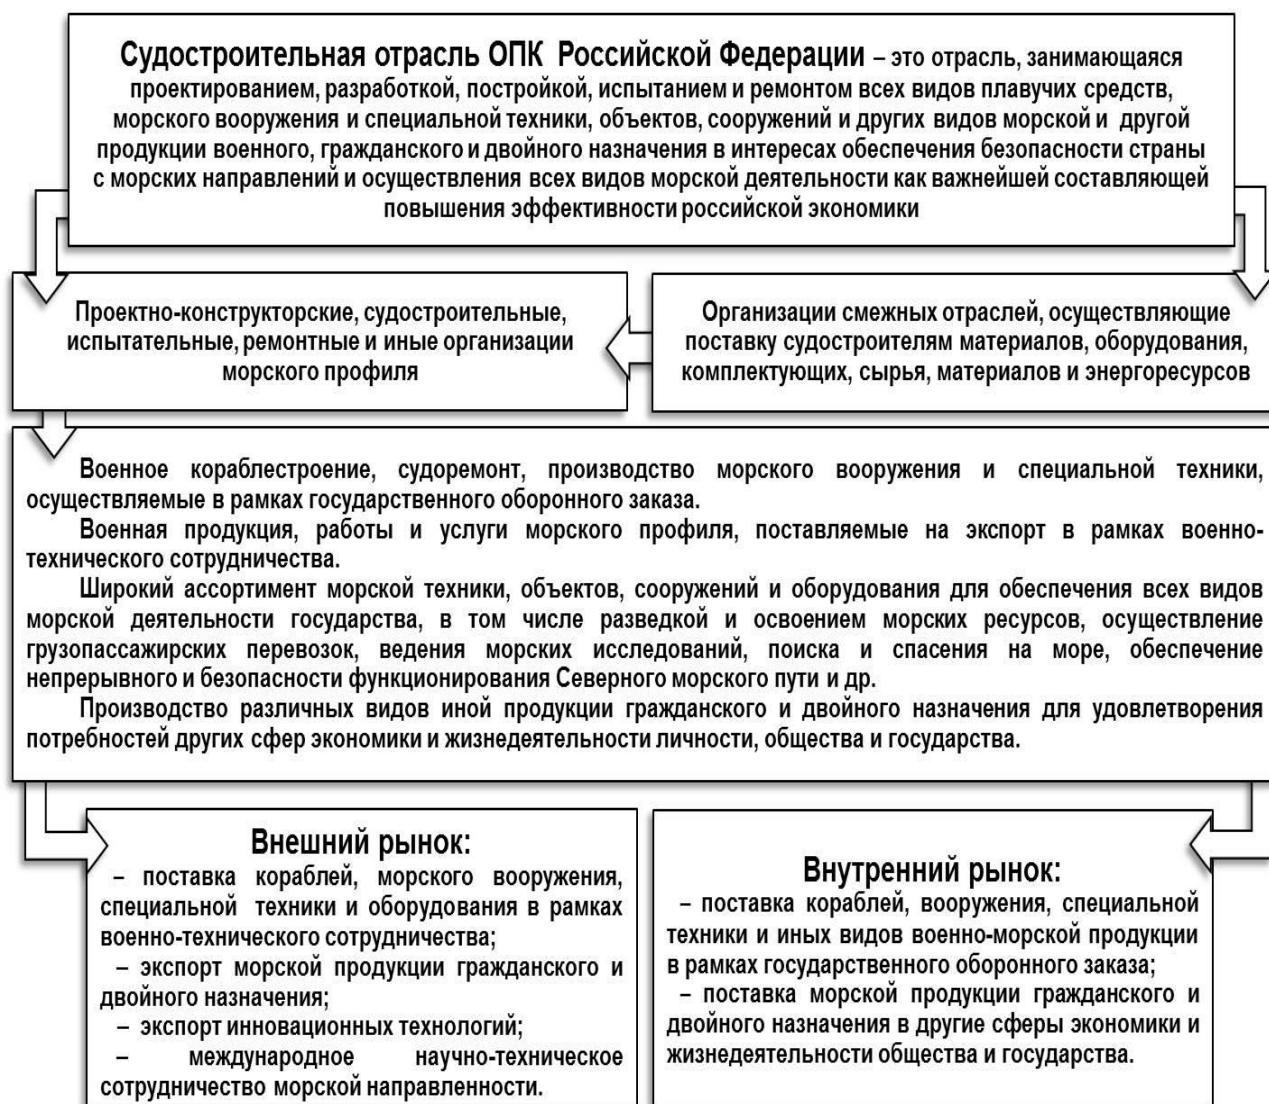 Судостроительная отрасль ОПК Российской Федерации – это отрасль, занимающаяся
проектированием, разработкой, постройкой, испытанием и ремонтом всех видов плавучих средств,
морского вооружения и специальной техники, объектов, сооружений и других видов морской и другой
продукции военного, гражданского и двойного назначения в интересах обеспечения безопасности страны
с морских направлений и осуществления всех видов морской деятельности как важнейшей составляющей
повышения эффективности российской экономики
Проектно-конструкторские, судостроительные,
испытательные, ремонтные и иные организации
морского профиля
Организации смежных отраслей, осуществляющие
поставку судостроителям материалов, оборудования,
комплектующих, сырья, материалов и энергоресурсов
Военное кораблестроение, судоремонт, производство морского вооружения и специальной техники,
осуществляемые в рамках государственного оборонного заказа.
Военная продукция, работы и услуги морского профиля, поставляемые на экспорт в рамках военно-
технического сотрудничества.
Широкий ассортимент морской техники, объектов, сооружений и оборудования для обеспечения всех видов
морской деятельности государства, в том числе разведкой и освоением морских ресурсов, осуществление
грузопассажирских перевозок, ведения морских исследований, поиска и спасения на море, обеспечение
непрерывного и безопасности функционирования Северного морского пути и др.
Производство различных видов иной продукции гражданского и двойного назначения для удовлетворения
потребностей других сфер экономики и жизнедеятельности личности, общества и государства.
Внешний рынок:
– поставка кораблей, морского вооружения,
специальной техники и оборудования в рамках
военно-технического сотрудничества;
– экспорт морской продукции гражданского и
двойного назначения;
– экспорт инновационных технологий;
– международное научно-техническое
сотрудничество морской направленности.
Внутренний рынок:
– поставка кораблей, вооружения, специальной
техники и иных видов военно-морской продукции
в рамках государственного оборонного заказа;
– поставка морской продукции гражданского и
двойного назначения в другие сферы экономики и
жизнедеятельности общества и государства.